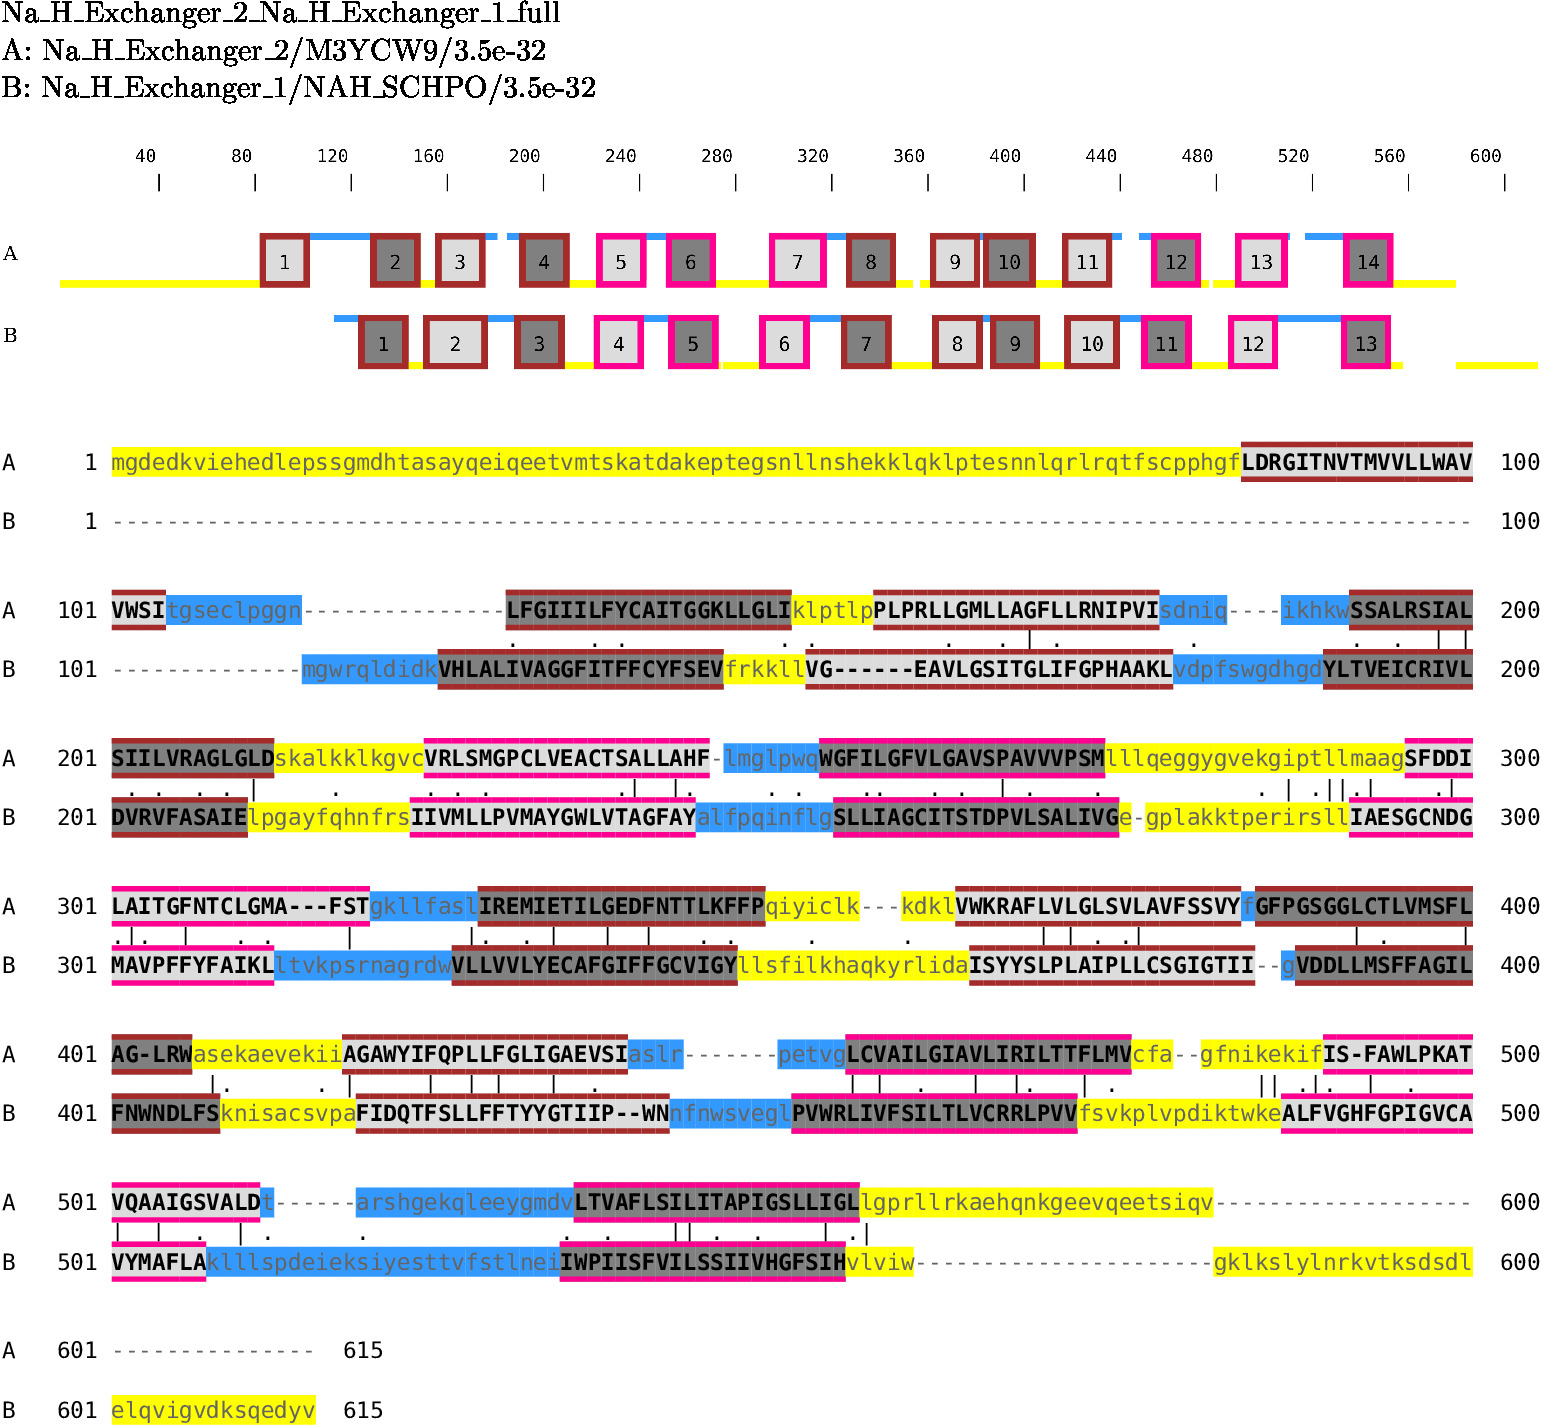 Na_H_Exchanger_2_Na_H_Exchanger_1_full
A: Na_H_Exchanger_2/M3YCW9/3.5e-32
B: Na_H_Exchanger_1/NAH_SCHPO/3.5e-32
40 80 120 160 200 240 280 320 360 400 440 480 520 560 600
A 1 2 3 4 5 6 7 8 9 10 11 12 13 14
B 1 2 3 4 5 6 7 8 9 10 11 12 13
A 1 mgdedkviehedlepssgmdhtasayqeiqeetvmtskatdakeptegsnllnshekklqklptesnnlqrlrqtfscpphgfLDRGITNVTMVVLLWAV 100
B 1 ---------------------------------------------------------------------------------------------------- 100
A 101 VWSItgseclpggn---------------LFGIIILFYCAITGGKLLGLIklptlpPLPRLLGMLLAGFLLRNIPVIsdniq----ikhkwSSALRSIAL 200
B 101 --------------mgwrqldidkVHLALIVAGGFITFFCYFSEVfrkkllVG------EAVLGSITGLIFGPHAAKLvdpfswgdhgdYLTVEICRIVL 200
A 201 SIILVRAGLGLDskalkklkgvcVRLSMGPCLVEACTSALLAHF-lmglpwqWGFILGFVLGAVSPAVVVPSMlllqeggygvekgiptllmaagSFDDI 300
B 201 DVRVFASAIElpgayfqhnfrsIIVMLLPVMAYGWLVTAGFAYalfpqinflgSLLIAGCITSTDPVLSALIVGe-gplakktperirsllIAESGCNDG 300
A 301 LAITGFNTCLGMA---FSTgkllfaslIREMIETILGEDFNTTLKFFPqiyiclk---kdklVWKRAFLVLGLSVLAVFSSVYfGFPGSGGLCTLVMSFL 400
B 301 MAVPFFYFAIKLltvkpsrnagrdwVLLVVLYECAFGIFFGCVIGYllsfilkhaqkyrlidaISYYSLPLAIPLLCSGIGTII--gVDDLLMSFFAGIL 400
A 401 AG-LRWasekaevekiiAGAWYIFQPLLFGLIGAEVSIaslr-------petvgLCVAILGIAVLIRILTTFLMVcfa--gfnikekifIS-FAWLPKAT 500
B 401 FNWNDLFSknisacsvpaFIDQTFSLLFFTYYGTIIP--WNnfnwsveglPVWRLIVFSILTLVCRRLPVVfsvkplvpdiktwkeALFVGHFGPIGVCA 500
A 501 VQAAIGSVALDt------arshgekqleeygmdvLTVAFLSILITAPIGSLLIGLlgprllrkaehqnkgeevqeetsiqv------------------- 600
B 501 VYMAFLAklllspdeieksiyesttvfstlneiIWPIISFVILSSIIVHGFSIHvlviw----------------------gklkslylnrkvtksdsdl 600
A 601 --------------- 615
B 601 elqvigvdksqedyv 615